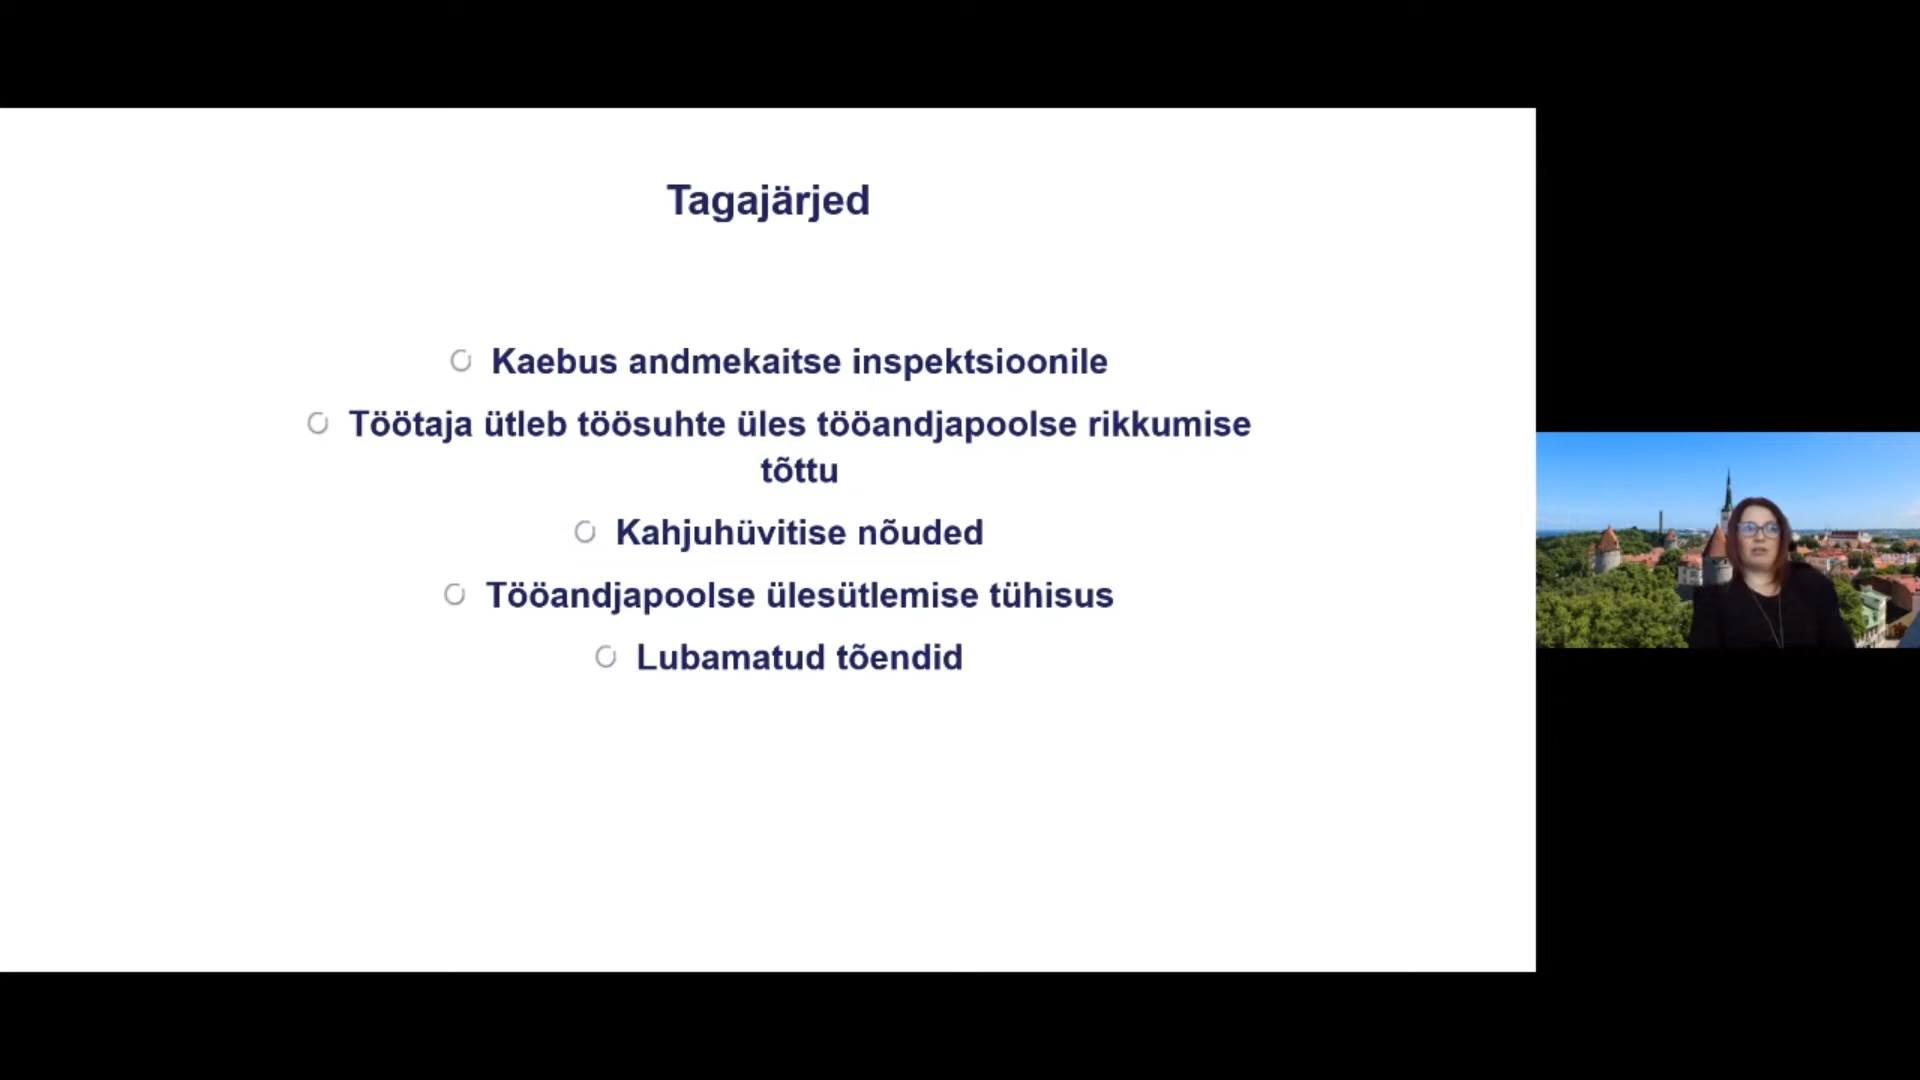 Tagajärjed
Kaebus andmekaitse inspektsioonile
Töötaja ütleb töösuhte üles tööandjapoolse rikkumise
tõttu
Kahjuhüvitise nõuded
Tööandjapoolse ülesütlemise tühisus
Lubamatud tõendid